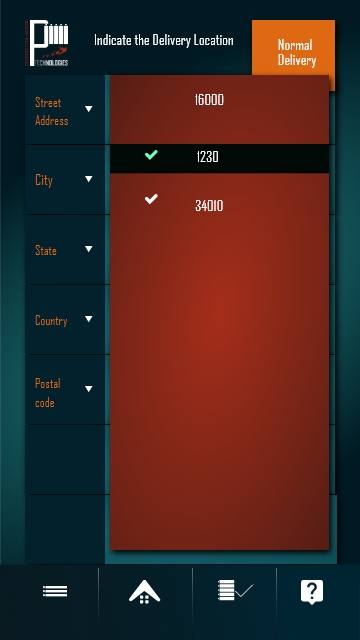 Indicate the Delivery Location
Normal
Delivery
TECHNOLOGIES
Street
Address
City
State
Country
Postal
code
16000
1230
34010
?